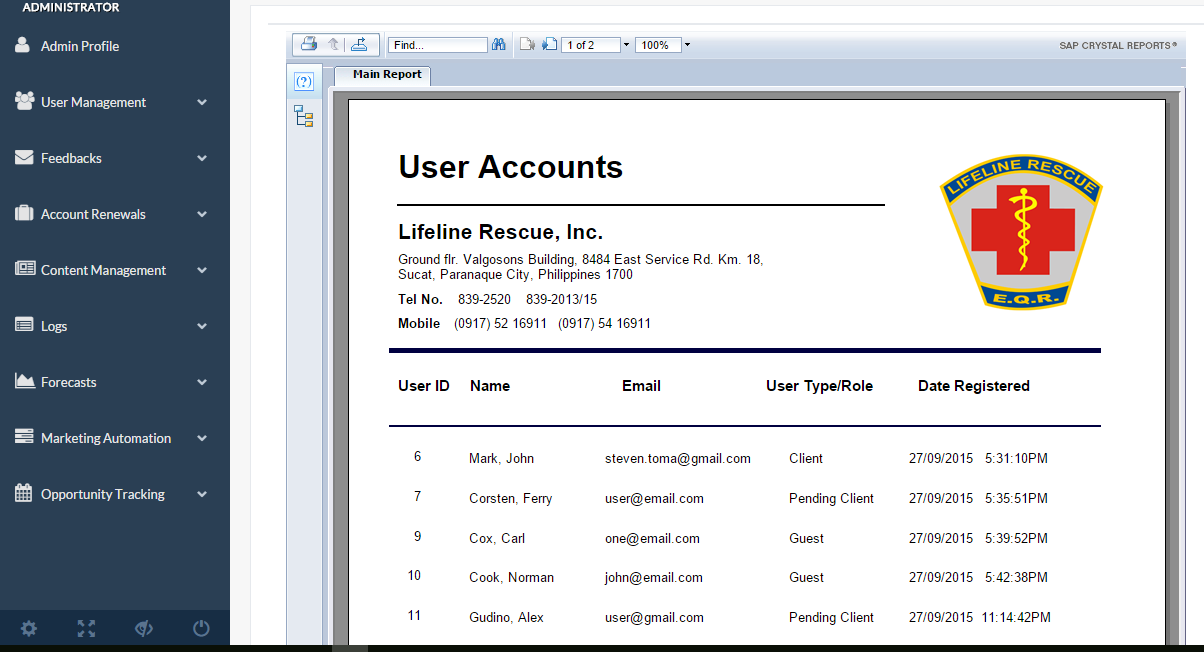 ADMINISTRATOR
Admin Profile
User Management
Feedbacks
Account Renewals
Content Management
Logs
Forecasts
Marketing Automation
Opportunity Tracking
Find...
1 of 2
100%
SAP CRYSTAL REPORTS®
Main Report
User Accounts
LIFELINE RESCUE
E.Q.R.
Lifeline Rescue, Inc.
Ground flr. Valgosons Building, 8484 East Service Rd. Km. 18,
Sucat, Paranaque City, Philippines 1700
Tel No. 839-2520 839-2013/15
Mobile (0917) 52 16911 (0917) 54 16911
User ID Name Email User Type/Role Date Registered
6 Mark, John steven.toma@gmail.com Client 27/09/2015 5:31:10PM
7 Corsten, Ferry user@email.com Pending Client 27/09/2015 5:35:51PM
9 Cox, Carl one@email.com Guest 27/09/2015 5:39:52PM
10 Cook, Norman john@email.com Guest 27/09/2015 5:42:38PM
11 Gudino, Alex user@gmail.com Pending Client 27/09/2015 11:14:42PM